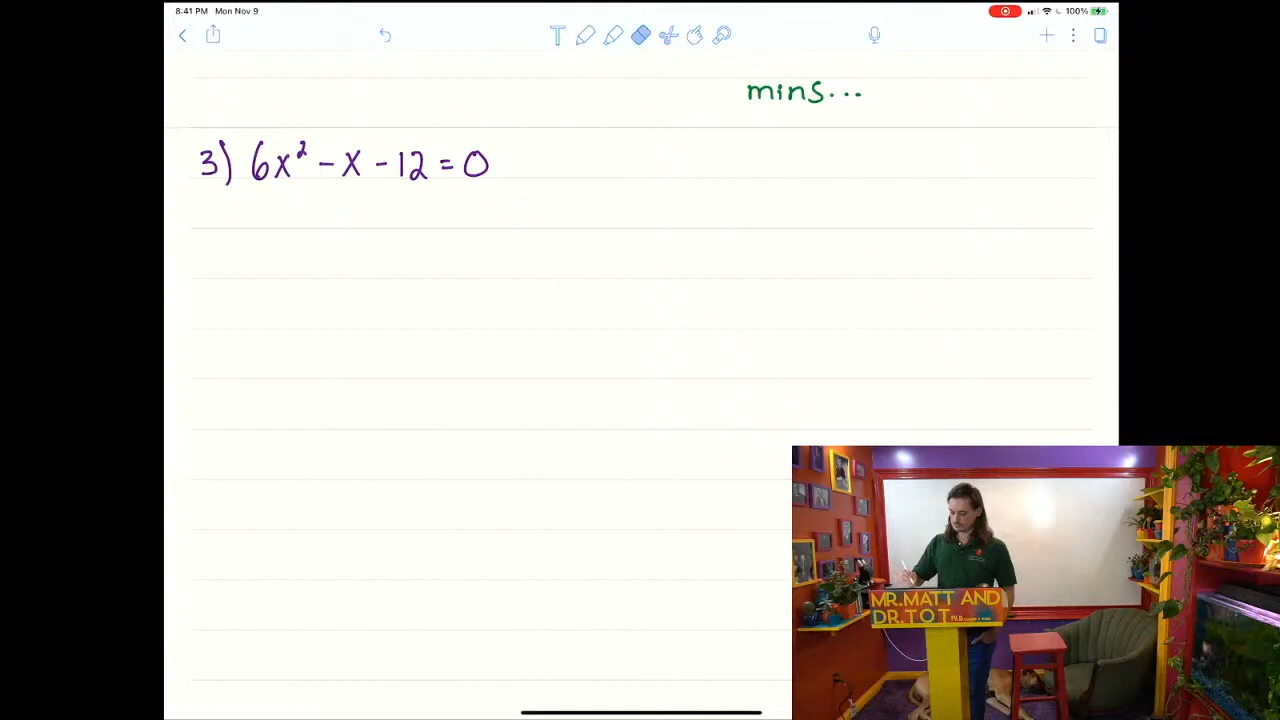 8:41 PM Mon Nov 9
100%
T
mins...
3) 6x² - x - 12 = 0
MR.MATT AND
DR.TOT